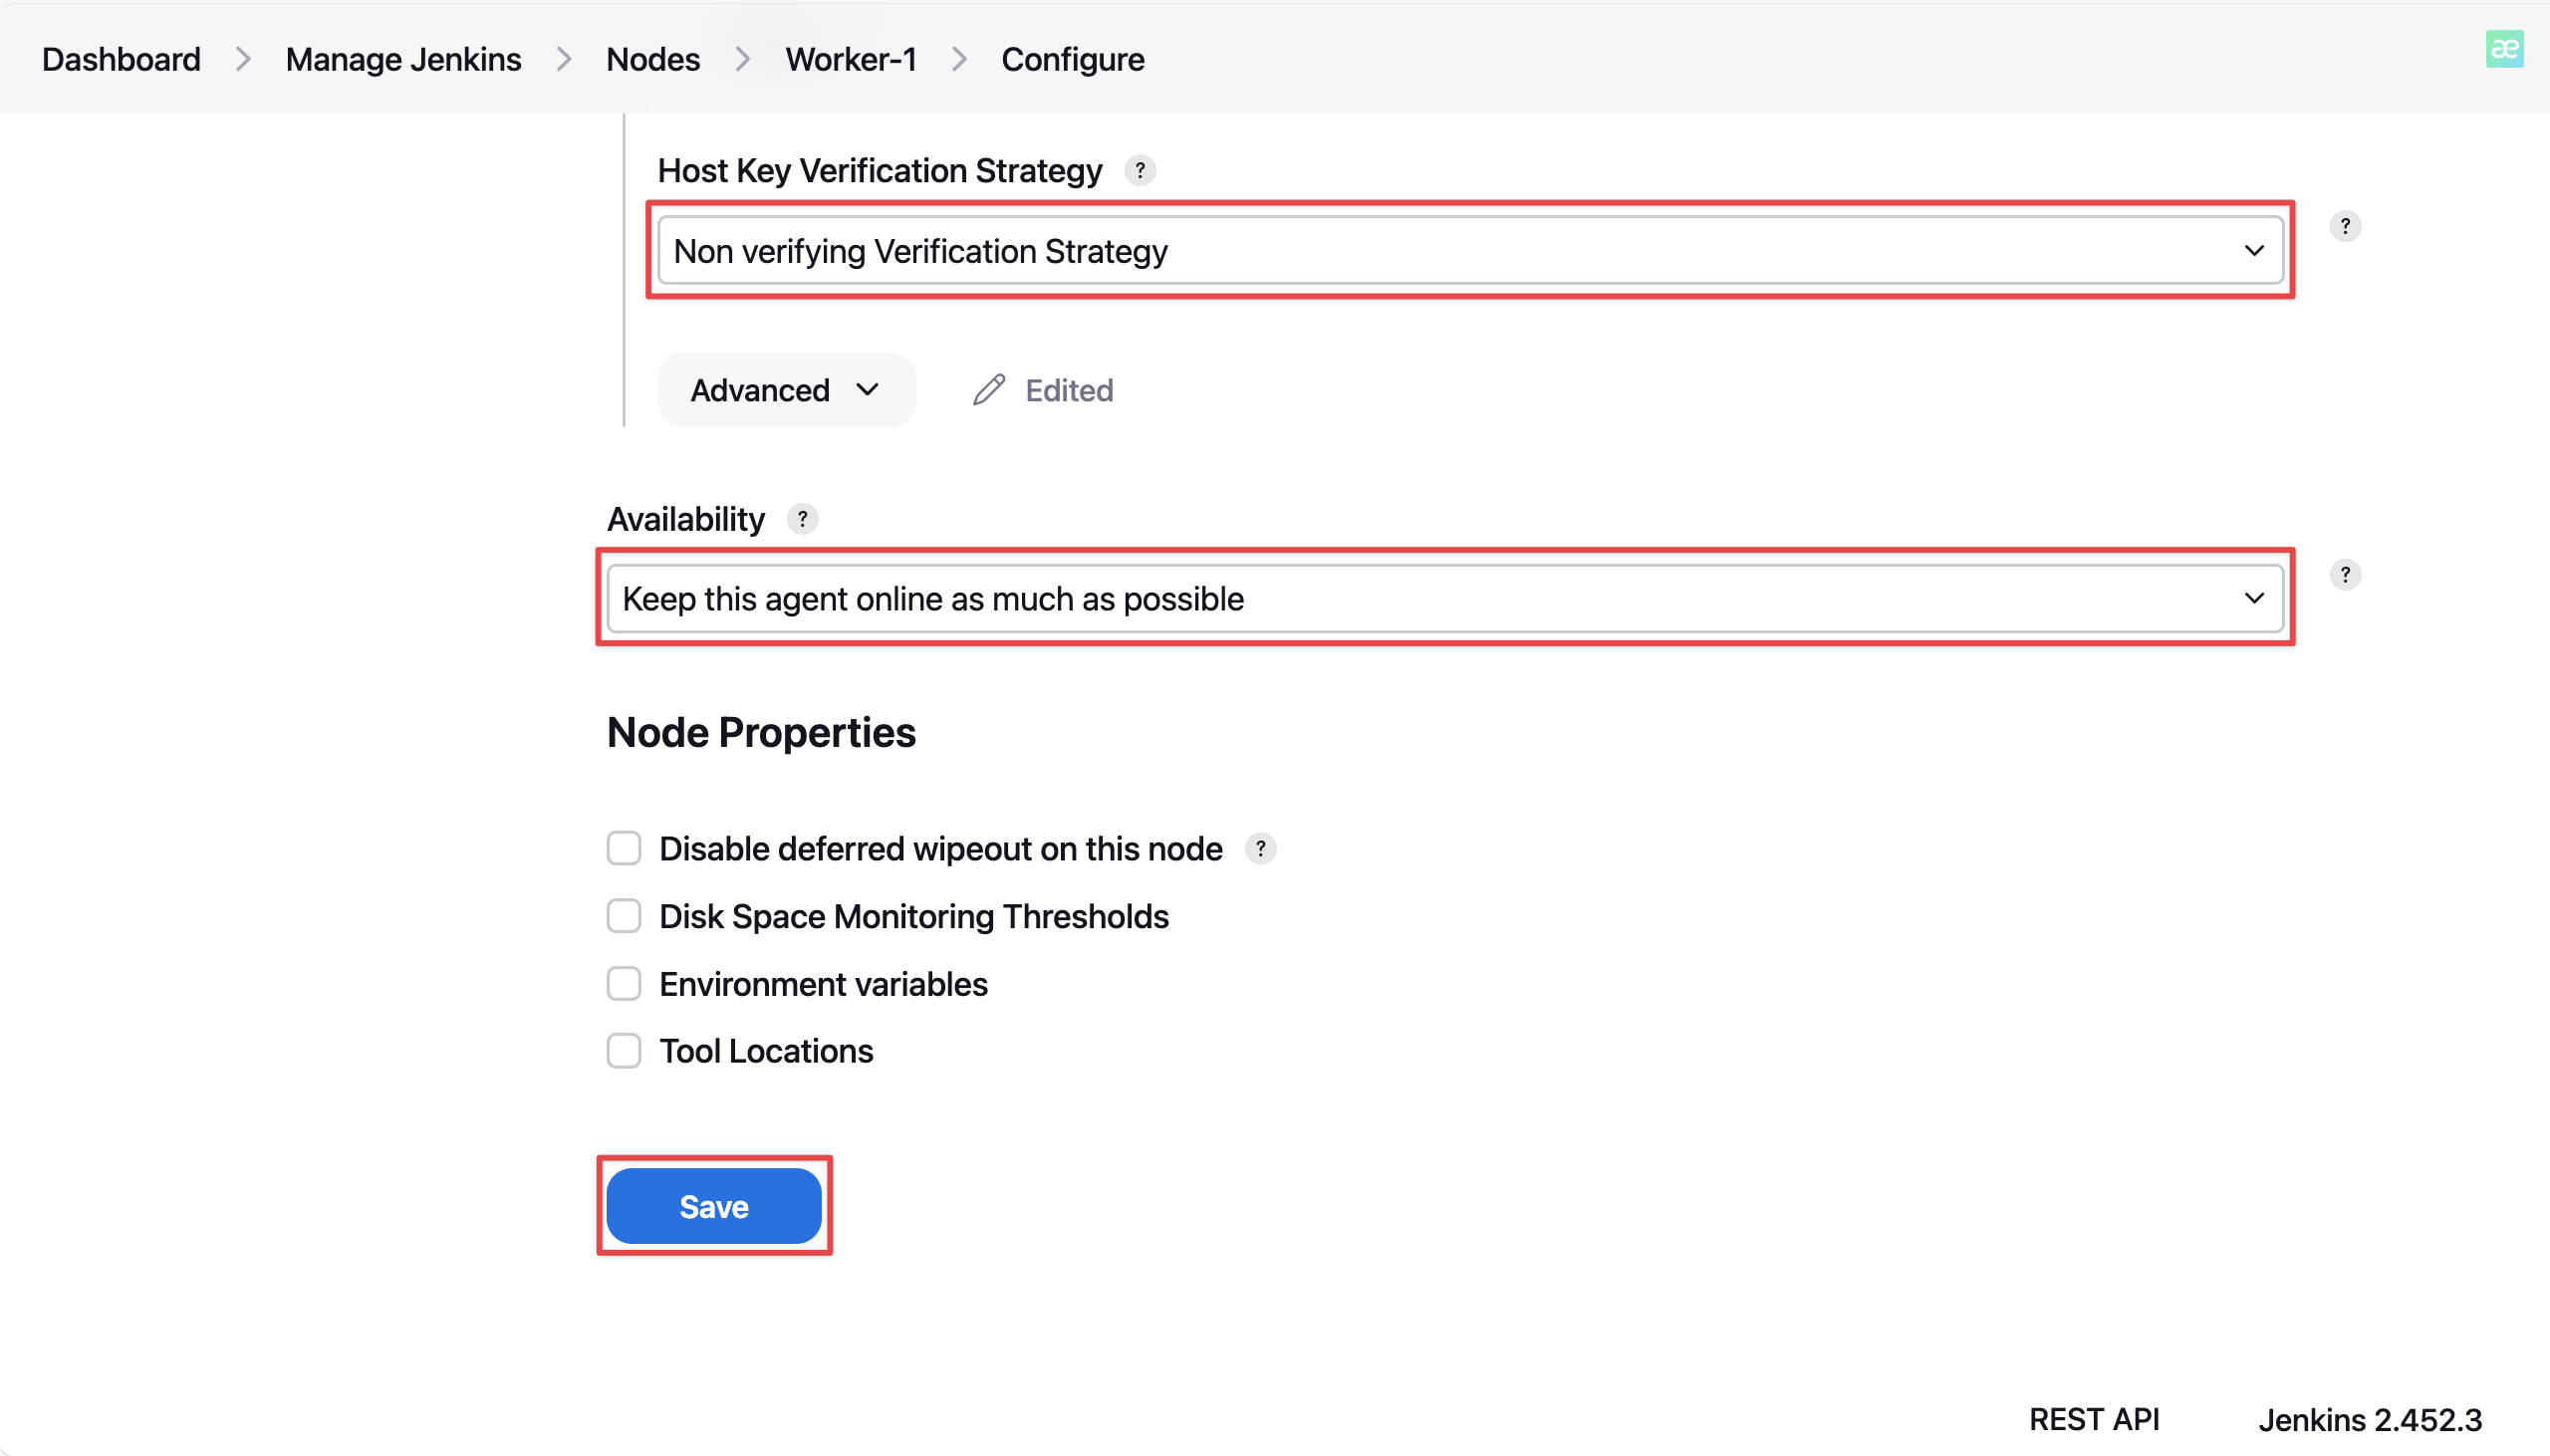 Dashboard > Manage Jenkins > Nodes > Worker-1 > Configure
æ
Host Key Verification Strategy ?
Non verifying Verification Strategy
?
Advanced
Edited
Availability ?
Keep this agent online as much as possible
?
Node Properties
Disable deferred wipeout on this node ?
Disk Space Monitoring Thresholds
Environment variables
Tool Locations
Save
REST API
Jenkins 2.452.3